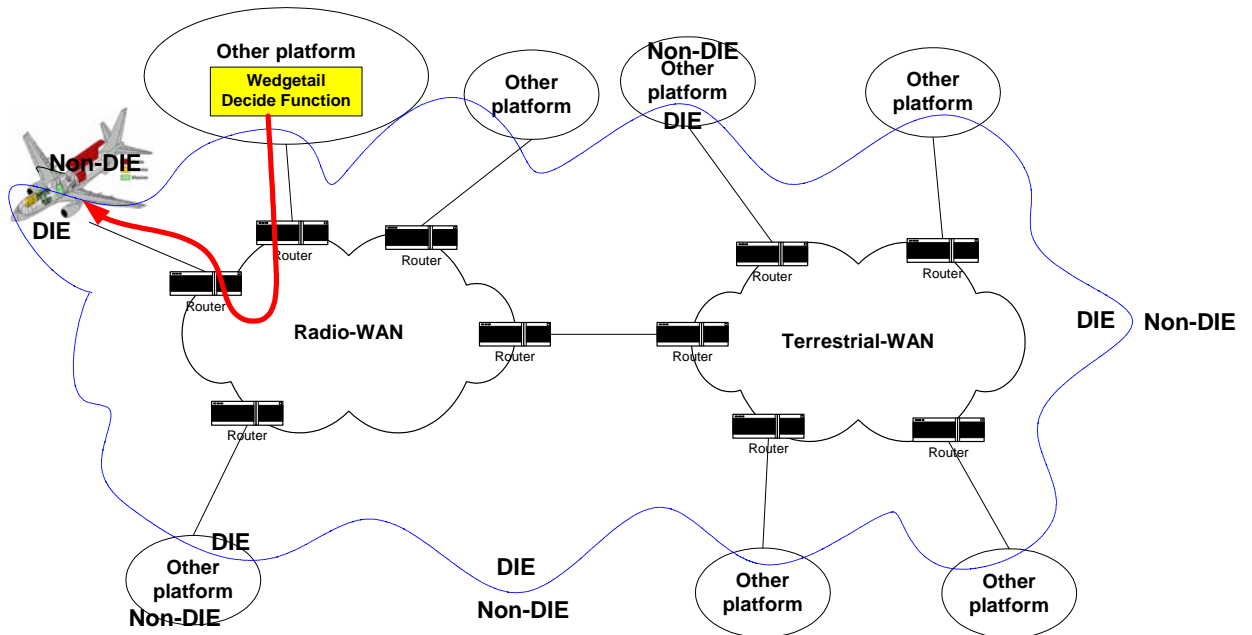 Other platform
Wedgetail
Decide Function
Other
platform
Non-DIE
Other
platform
DIE
Other
platform
Non-DIE
DIE
Router
Router
Router
Router
Router
Radio-WAN
Router
Router
Terrestrial-WAN
Router
DIE
Non-DIE
Router
Router
Router
DIE
Other
platform
Non-DIE
DIE
Non-DIE
Other
platform
Other
platform